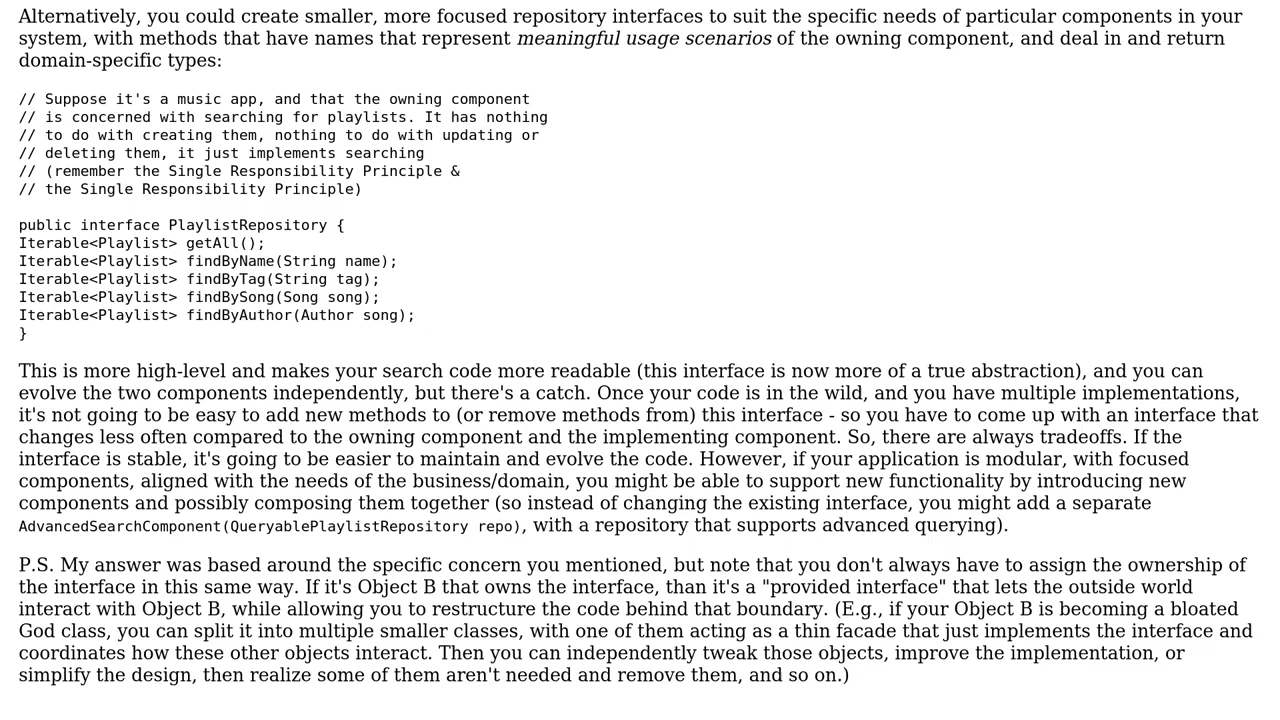 Alternatively, you could create smaller, more focused repository interfaces to suit the specific needs of particular components in your
system, with methods that have names that represent meaningful usage scenarios of the owning component, and deal in and return
domain-specific types:
// Suppose it's a music app, and that the owning component
// is concerned with searching for playlists. It has nothing
// to do with creating them, nothing to do with updating or
// deleting them, it just implements searching
// (remember the Single Responsibility Principle &
// the Single Responsibility Principle)
public interface PlaylistRepository {
Iterable<Playlist> getAll();
Iterable<Playlist> findByName(String name);
Iterable<Playlist> findByTag(String tag);
Iterable<Playlist> findBySong(Song song);
Iterable<Playlist> findByAuthor(Author song);
}
This is more high-level and makes your search code more readable (this interface is now more of a true abstraction), and you can
evolve the two components independently, but there's a catch. Once your code is in the wild, and you have multiple implementations,
it's not going to be easy to add new methods to (or remove methods from) this interface - so you have to come up with an interface that
changes less often compared to the owning component and the implementing component. So, there are always tradeoffs. If the
interface is stable, it's going to be easier to maintain and evolve the code. However, if your application is modular, with focused
components, aligned with the needs of the business/domain, you might be able to support new functionality by introducing new
components and possibly composing them together (so instead of changing the existing interface, you might add a separate
AdvancedSearchComponent(QueryablePlaylistRepository repo), with a repository that supports advanced querying).
P.S. My answer was based around the specific concern you mentioned, but note that you don't always have to assign the ownership of
the interface in this same way. If it's Object B that owns the interface, than it's a "provided interface" that lets the outside world
interact with Object B, while allowing you to restructure the code behind that boundary. (E.g., if your Object B is becoming a bloated
God class, you can split it into multiple smaller classes, with one of them acting as a thin facade that just implements the interface and
coordinates how these other objects interact. Then you can independently tweak those objects, improve the implementation, or
simplify the design, then realize some of them aren't needed and remove them, and so on.)